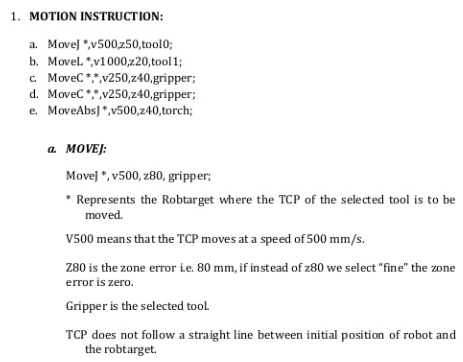 1. MOTION INSTRUCTION:
a. MoveJ *,v500,z50,tool0;
b. MoveL *,v1000,z20,tool1;
c. MoveC *,*,v250,z40,gripper;
d. MoveC *,*,v250,z40,gripper;
e. MoveAbsJ *,v500,z40,torch;
a. MOVEJ:
MoveJ *, v500, z80, gripper;
* Represents the Robtarget where the TCP of the selected tool is to be
moved.
V500 means that the TCP moves at a speed of 500 mm/s.
Z80 is the zone error i.e. 80 mm, if instead of z80 we select “fine” the zone
error is zero.
Gripper is the selected tool.
TCP does not follow a straight line between initial position of robot and
the robtarget.